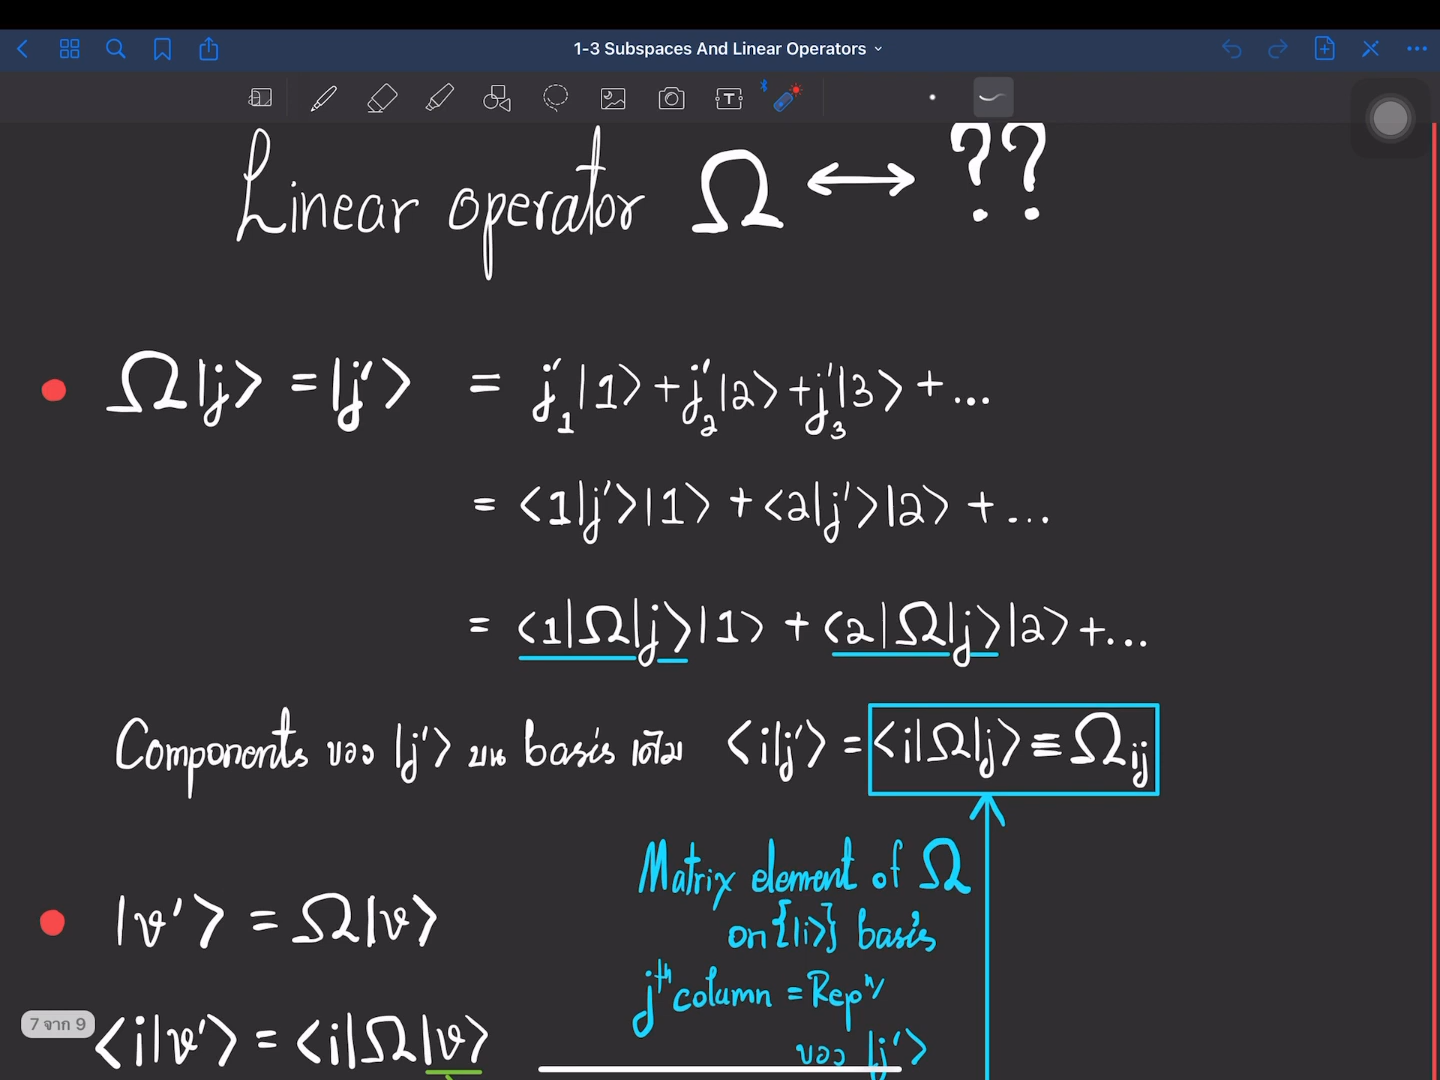 1-3 Subspaces And Linear Operators
Linear operator Ω ↔ ??
Ω|j> = |j'> = j'₁|1> + j'₂|2> + j'₃|3> + ...
= <1|j'>|1> + <2|j'>|2> + ...
= <1|Ω|j>|1> + <2|Ω|j>|2> + ...
Components ของ |j'> บน basis เดิม <i|j'> = <i|Ω|j> ≡ Ωij
Matrix element of Ω
on {|i>} basis
jᵗʰ column = Repⁿ
ของ |j'>
|v'> = Ω|v>
<i|v'> = <i|Ω|v>
7 จาก 9